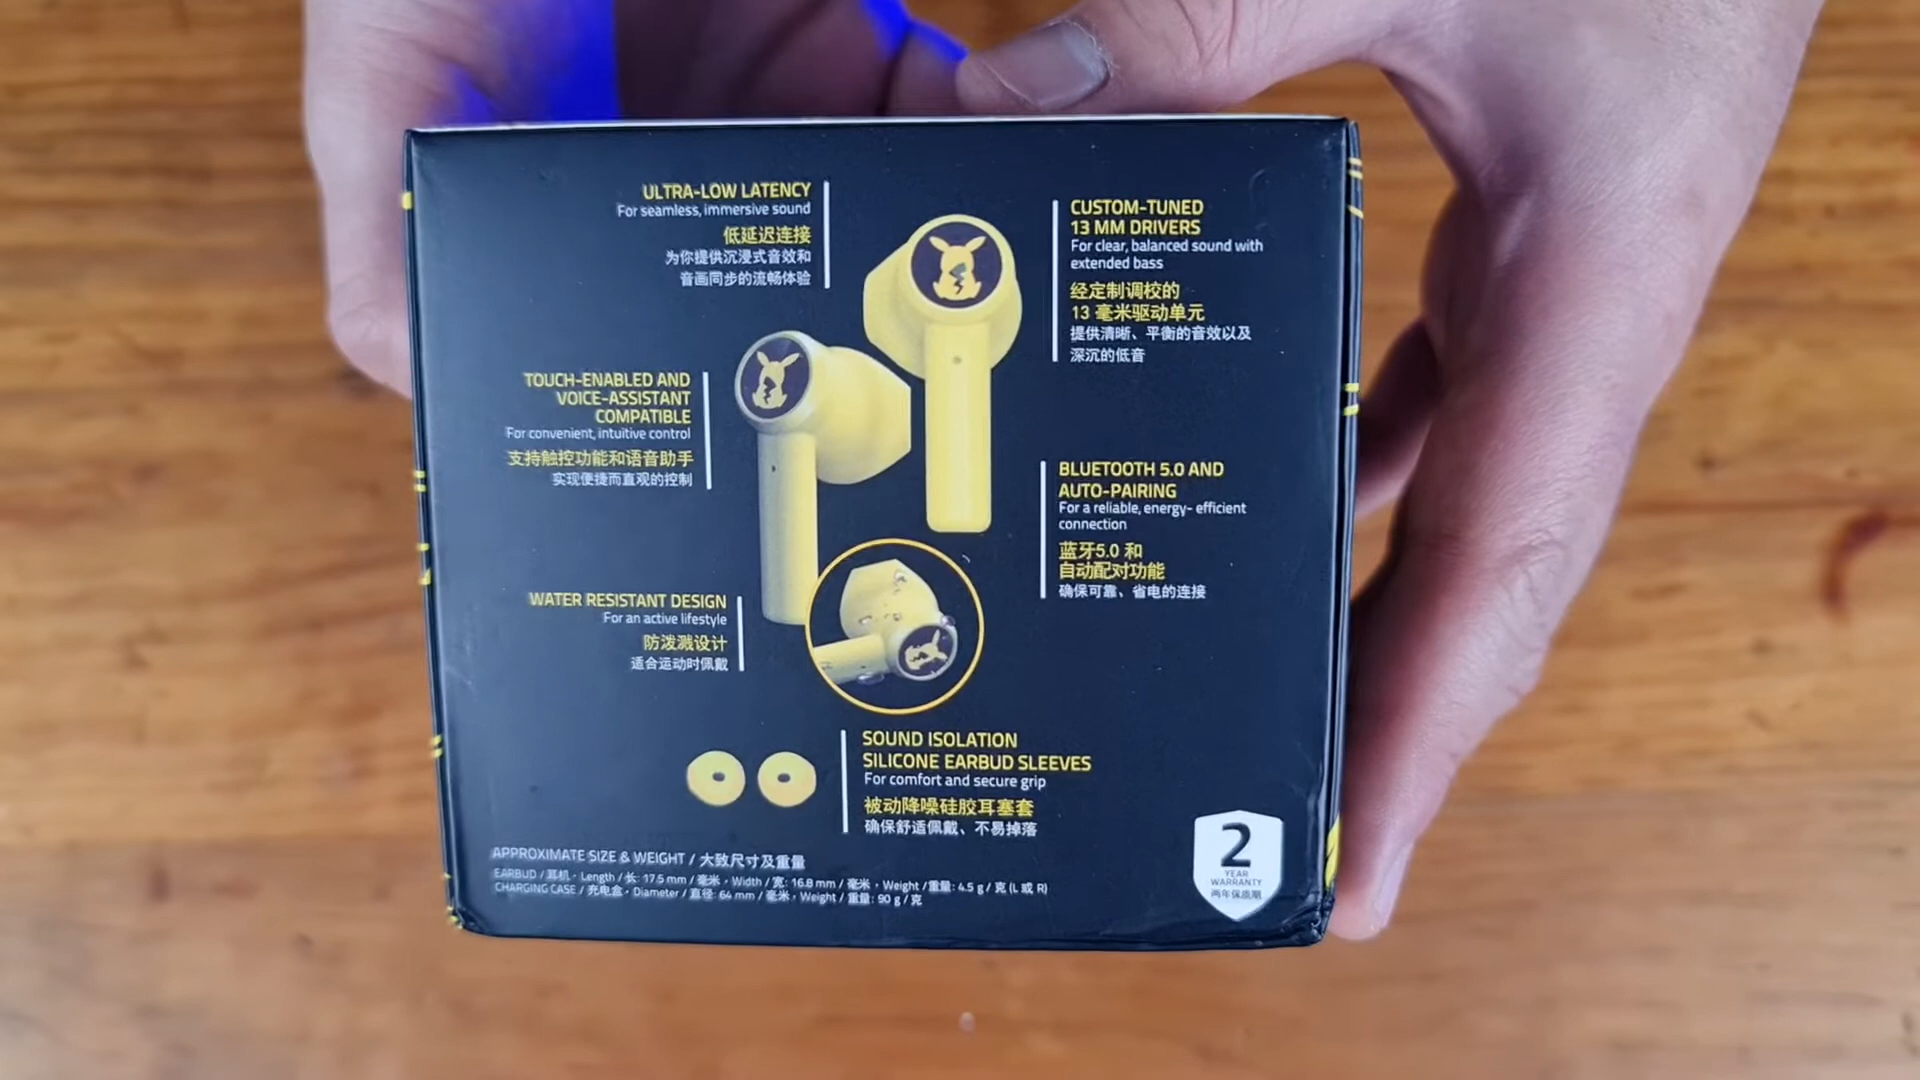 ULTRA-LOW LATENCY
For seamless, immersive sound
低延迟连接
为你提供沉浸式音效和
音画同步的流畅体验
CUSTOM-TUNED
13 MM DRIVERS
For clear, balanced sound with
extended bass
经定制调校的
13 毫米驱动单元
提供清晰、平衡的音效以及
深沉的低音
TOUCH-ENABLED AND
VOICE-ASSISTANT
COMPATIBLE
For convenient, intuitive control
支持触控功能和语音助手
实现便捷而直观的控制
BLUETOOTH 5.0 AND
AUTO-PAIRING
For a reliable, energy- efficient
connection
蓝牙5.0 和
自动配对功能
确保可靠、省电的连接
WATER RESISTANT DESIGN
For an active lifestyle
防泼溅设计
适合运动时佩戴
SOUND ISOLATION
SILICONE EARBUD SLEEVES
For comfort and secure grip
被动降噪硅胶耳塞套
确保舒适佩戴、不易掉落
APPROXIMATE SIZE & WEIGHT / 大致尺寸及重量
EARBUD / 耳机 · Length / 长: 17.5 mm / 毫米 · Width / 宽: 16.8 mm / 毫米 · Weight / 重量: 4.5 g / 克 (L 或 R)
CHARGING CASE / 充电盒 · Diameter / 直径: 64 mm / 毫米 · Weight / 重量: 90 g / 克
2
YEAR
WARRANTY
两年保质期